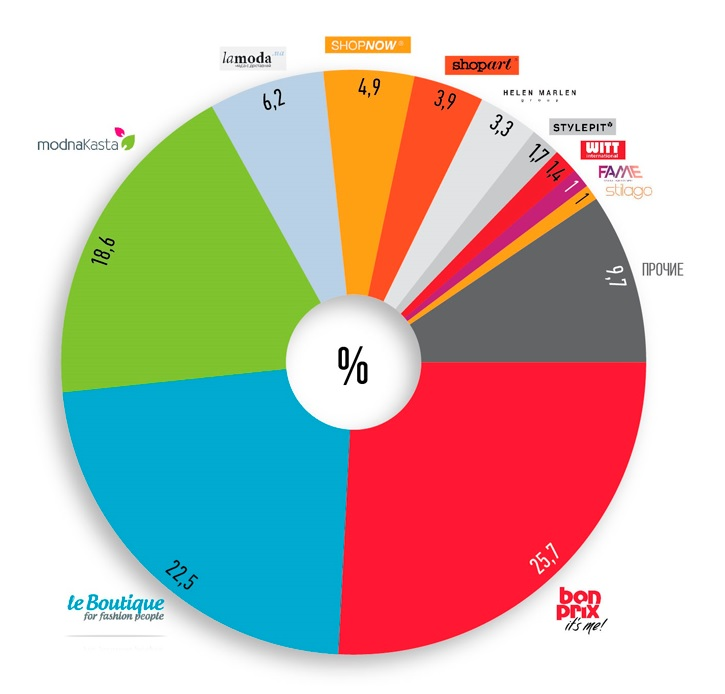 SHOPNOW
lamoda.ua
shopart
HELEN MARLEN
group
STYLEPIT
WITT
international
modnaKasta
FAME
stilago
ПРОЧИЕ
6,2
4,9
3,9
3,3
1,7
1,4
1
1
9,7
18,6
%
22,5
25,7
le Boutique
for fashion people
bon
prix
it's me!